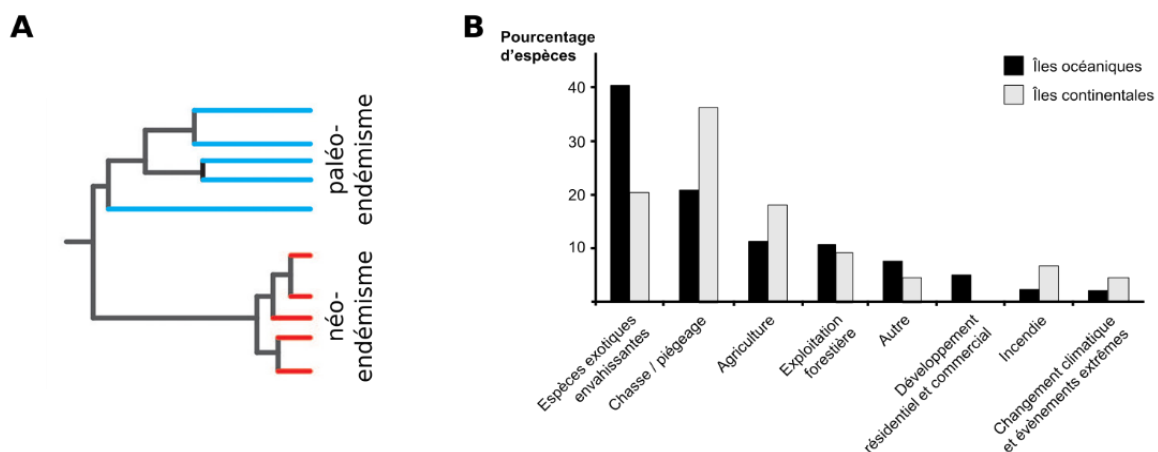 A
paléo-
endémisme
néo-
endémisme
B
Pourcentage
d'espèces
40
30
20
10
Îles océaniques
Îles continentales
Espèces exotiques
envahissantes
Chasse / piégeage
Agriculture
Exploitation
forestière
Autre
Développement
résidentiel et commercial
Incendie
Changement climatique
et évènements extrêmes